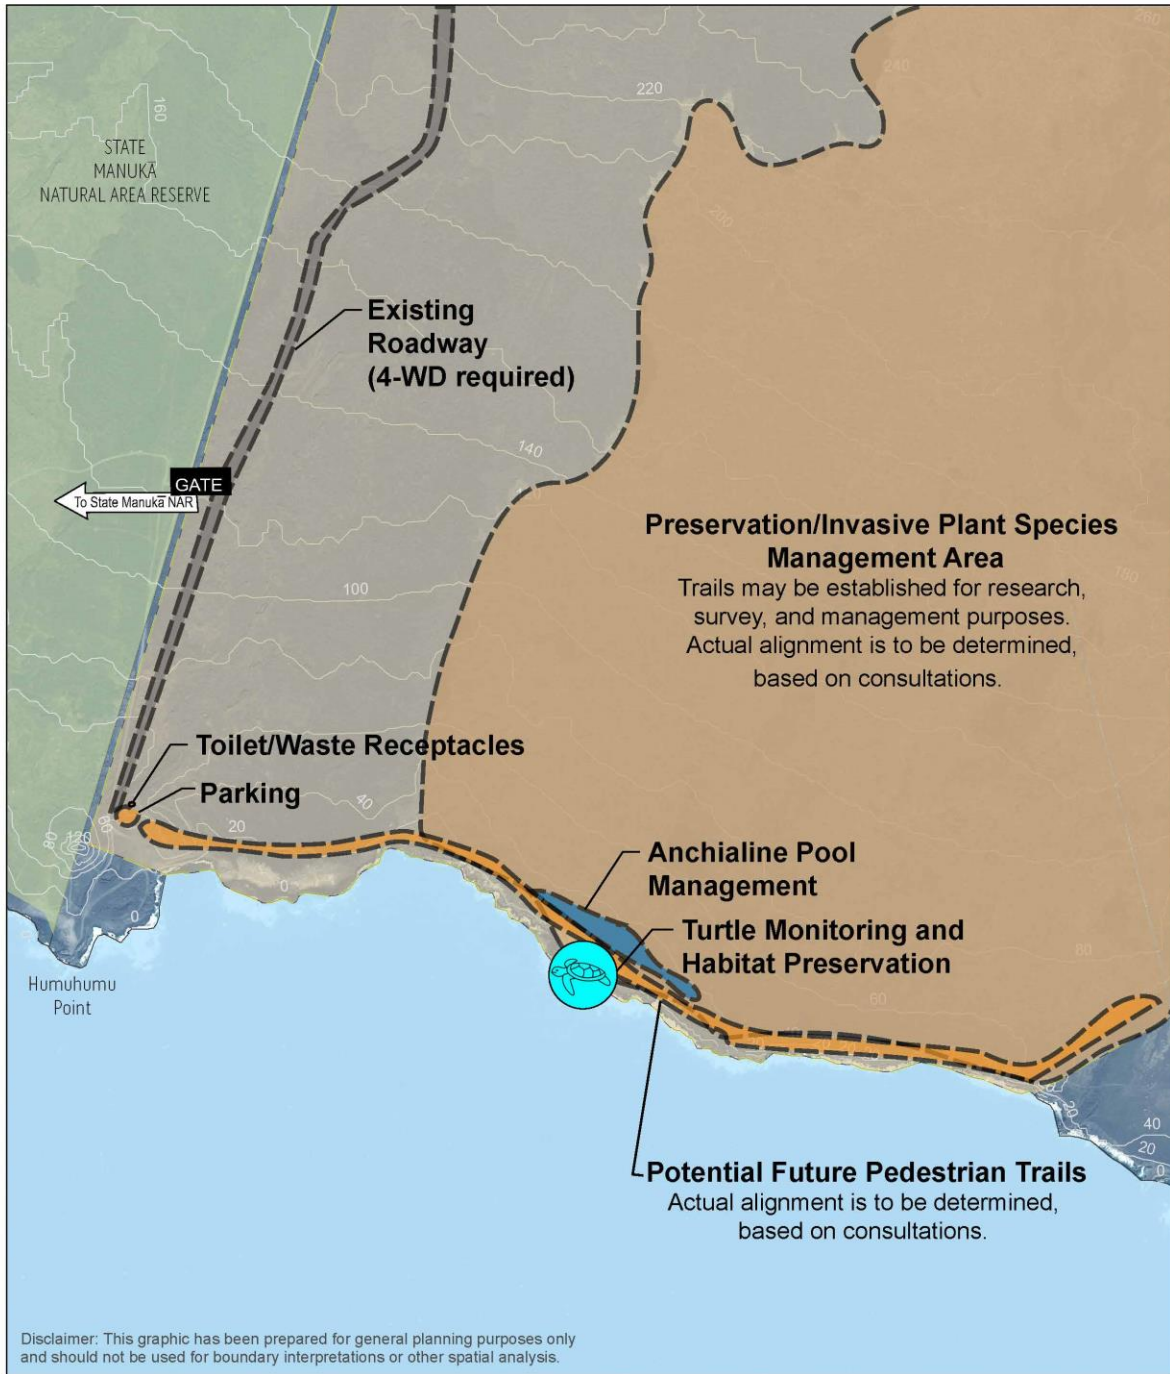 260
240
220
160
STATE
MANUKĀ
NATURAL AREA RESERVE
200
Existing
Roadway
(4-WD required)
140
GATE
To State Manukā NAR
Preservation/Invasive Plant Species
Management Area
Trails may be established for research,
survey, and management purposes.
Actual alignment is to be determined,
based on consultations.
180
100
Toilet/Waste Receptacles
Parking
40
20
80
120
80
0
0
Anchialine Pool
Management
Turtle Monitoring and
Habitat Preservation
80
60
Humuhumu
Point
20
40
20
0
Potential Future Pedestrian Trails
Actual alignment is to be determined,
based on consultations.
Disclaimer: This graphic has been prepared for general planning purposes only
and should not be used for boundary interpretations or other spatial analysis.